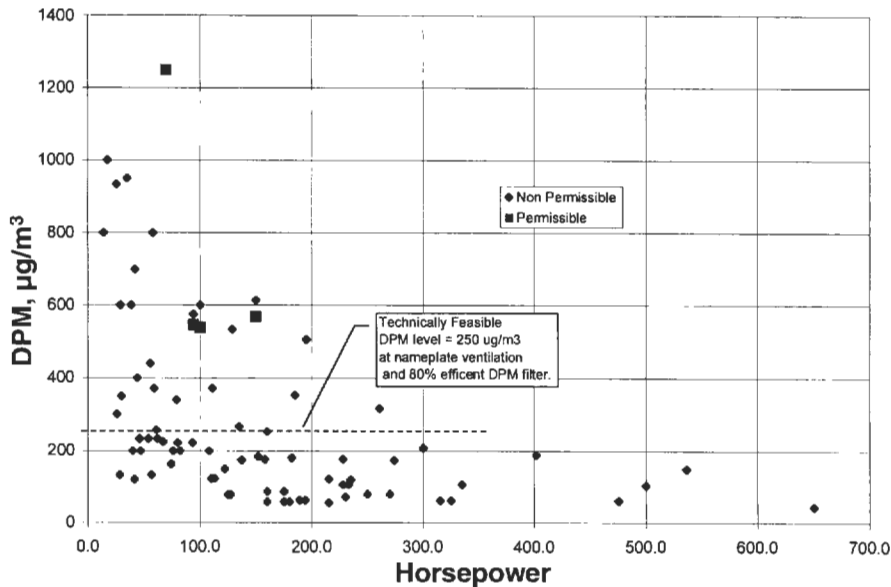 1400
1200
1000
800
600
400
200
0
DPM, µg/m³
Non Permissible
Permissible
Technically Feasible
DPM level = 250 ug/m3
at nameplate ventilation
and 80% efficent DPM filter.
0.0 100.0 200.0 300.0 400.0 500.0 600.0 700.0
Horsepower